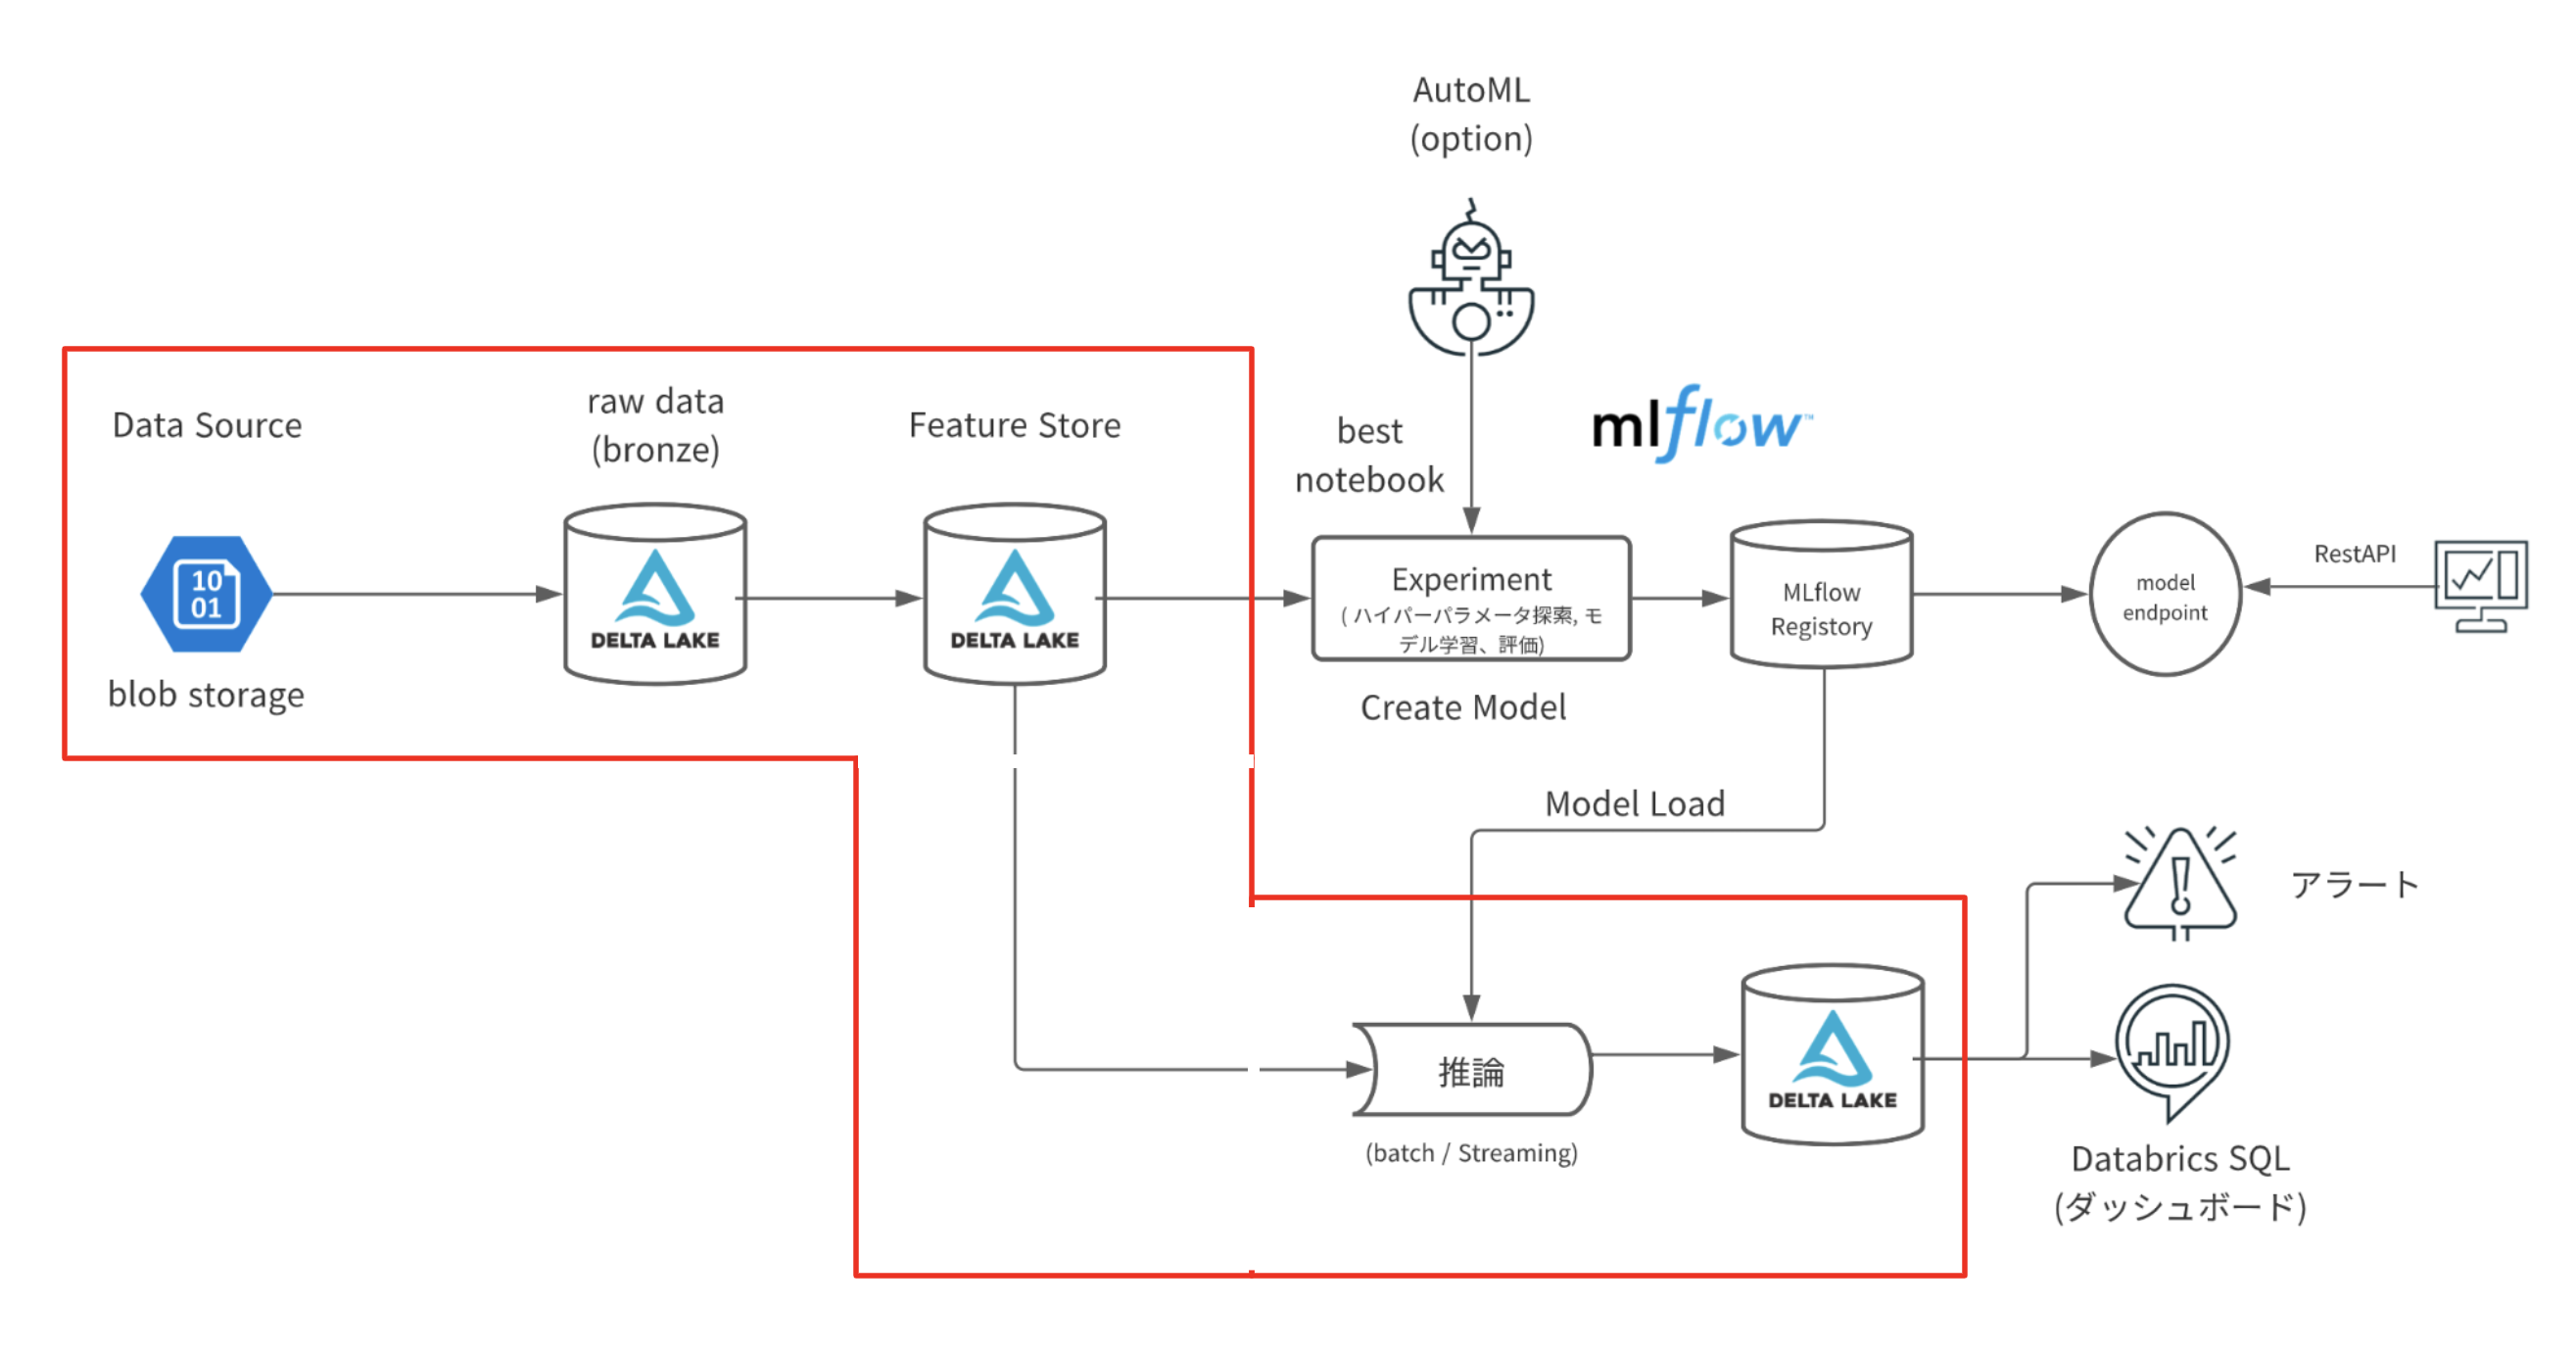 AutoML
(option)
Data Source
raw data
(bronze)
Feature Store
best
notebook
mlflow™
10
01
DELTA LAKE
DELTA LAKE
blob storage
Experiment
( ハイパーパラメータ探索, モ
デル学習、評価)
Create Model
MLflow
Registory
model
endpoint
RestAPI
Model Load
アラート
推論
(batch / Streaming)
DELTA LAKE
Databrics SQL
(ダッシュボード)